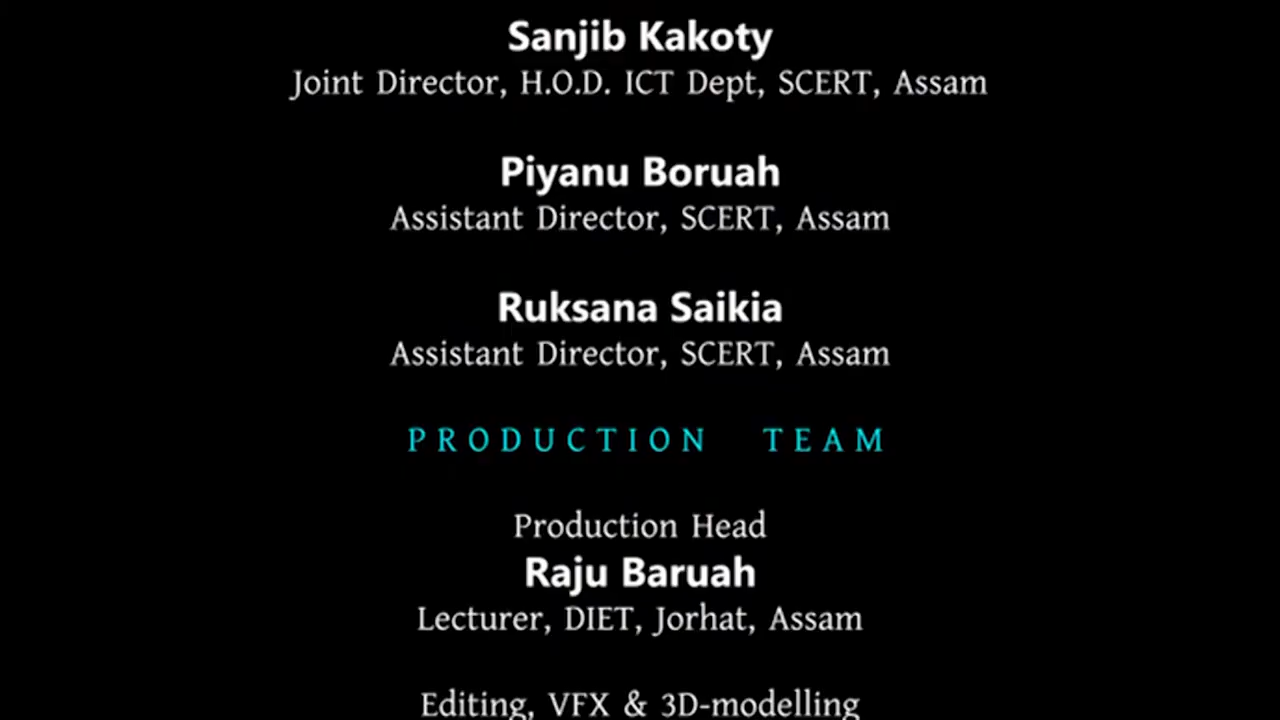 Sanjib Kakoty
Joint Director, H.O.D. ICT Dept, SCERT, Assam
Piyanu Boruah
Assistant Director, SCERT, Assam
Ruksana Saikia
Assistant Director, SCERT, Assam
PRODUCTION TEAM
Production Head
Raju Baruah
Lecturer, DIET, Jorhat, Assam
Editing, VFX & 3D-modelling